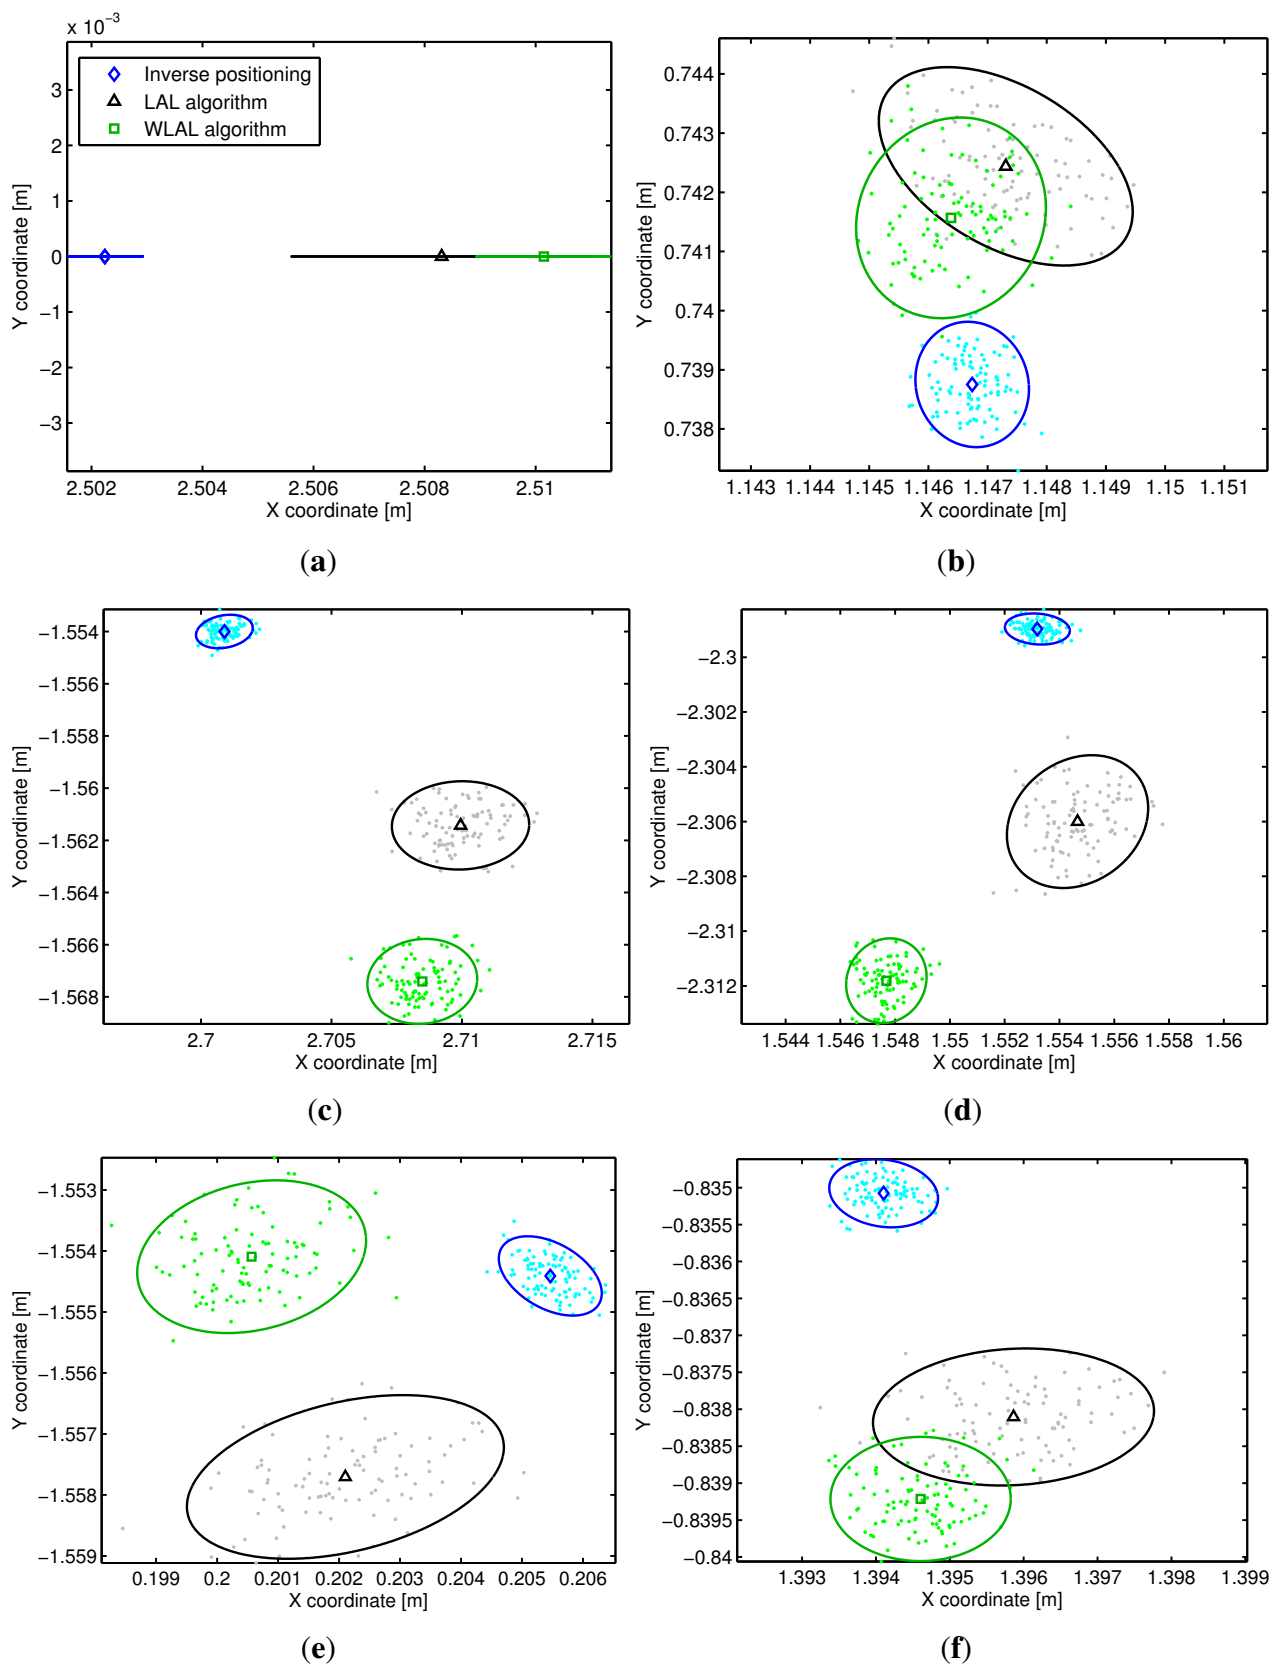 x 10⁻³
3
2
1
0
−1
−2
−3
Y coordinate [m]
Inverse positioning
LAL algorithm
WLAL algorithm
2.502 2.504 2.506 2.508 2.51
X coordinate [m]
(a)
0.744
0.743
0.742
0.741
0.74
0.739
0.738
Y coordinate [m]
1.143 1.144 1.145 1.146 1.147 1.148 1.149 1.15 1.151
X coordinate [m]
(b)
−1.554
−1.556
−1.558
−1.56
−1.562
−1.564
−1.566
−1.568
Y coordinate [m]
2.7 2.705 2.71 2.715
X coordinate [m]
(c)
−2.3
−2.302
−2.304
−2.306
−2.308
−2.31
−2.312
Y coordinate [m]
1.544 1.546 1.548 1.55 1.552 1.554 1.556 1.558 1.56
X coordinate [m]
(d)
−1.553
−1.554
−1.555
−1.556
−1.557
−1.558
−1.559
Y coordinate [m]
0.199 0.2 0.201 0.202 0.203 0.204 0.205 0.206
X coordinate [m]
(e)
−0.835
−0.8355
−0.836
−0.8365
−0.837
−0.8375
−0.838
−0.8385
−0.839
−0.8395
−0.84
Y coordinate [m]
1.393 1.394 1.395 1.396 1.397 1.398 1.399
X coordinate [m]
(f)